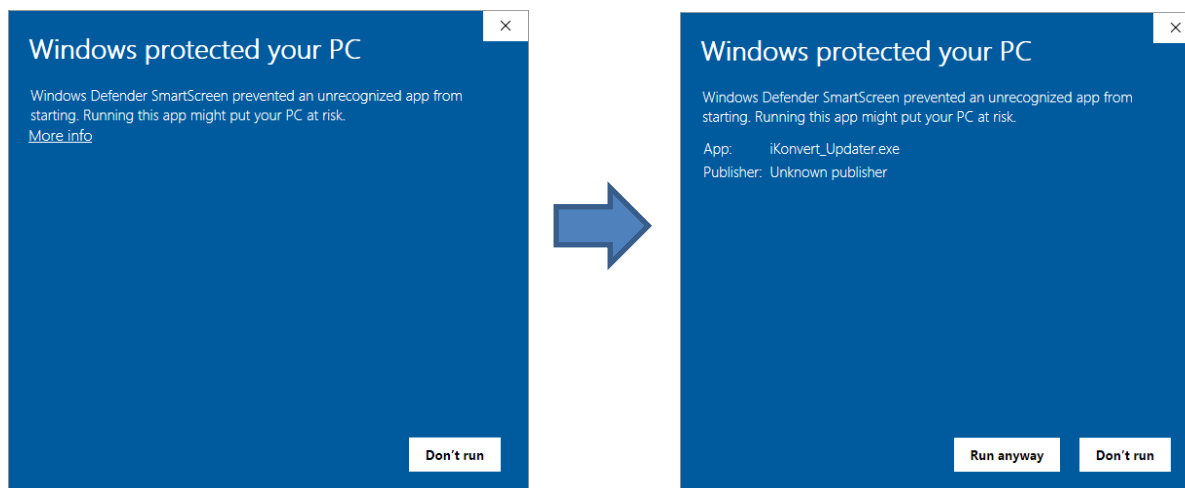 Windows protected your PC
Windows Defender SmartScreen prevented an unrecognized app from
starting. Running this app might put your PC at risk.
More info
Don't run
Windows protected your PC
Windows Defender SmartScreen prevented an unrecognized app from
starting. Running this app might put your PC at risk.
App: iKonvert_Updater.exe
Publisher: Unknown publisher
Run anyway Don't run